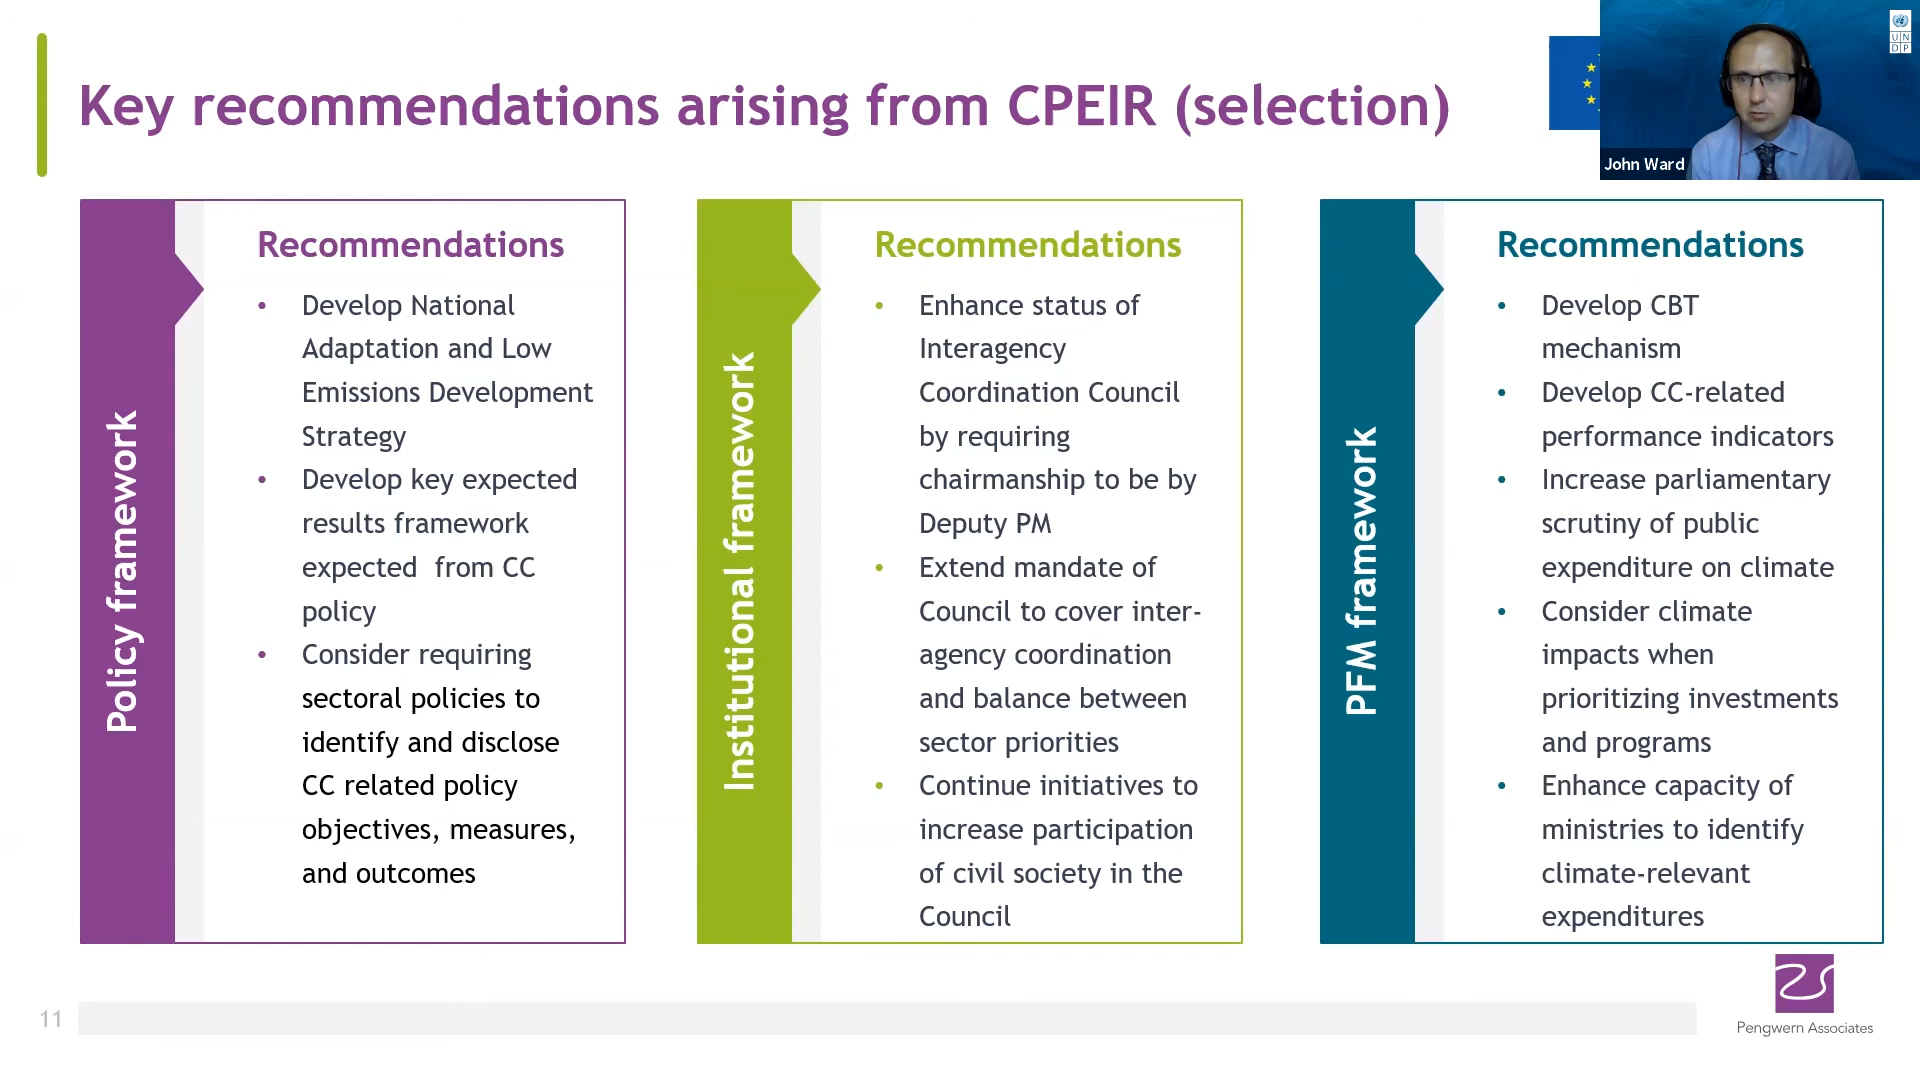 Key recommendations arising from CPEIR (selection)
U N
D P
John Ward
Policy framework
Recommendations
• Develop National
Adaptation and Low
Emissions Development
Strategy
• Develop key expected
results framework
expected  from CC
policy
• Consider requiring
sectoral policies to
identify and disclose
CC related policy
objectives, measures,
and outcomes
Institutional framework
Recommendations
• Enhance status of
Interagency
Coordination Council
by requiring
chairmanship to be by
Deputy PM
• Extend mandate of
Council to cover inter-
agency coordination
and balance between
sector priorities
• Continue initiatives to
increase participation
of civil society in the
Council
PFM framework
Recommendations
• Develop CBT
mechanism
• Develop CC-related
performance indicators
• Increase parliamentary
scrutiny of public
expenditure on climate
• Consider climate
impacts when
prioritizing investments
and programs
• Enhance capacity of
ministries to identify
climate-relevant
expenditures
11
Pengwern Associates